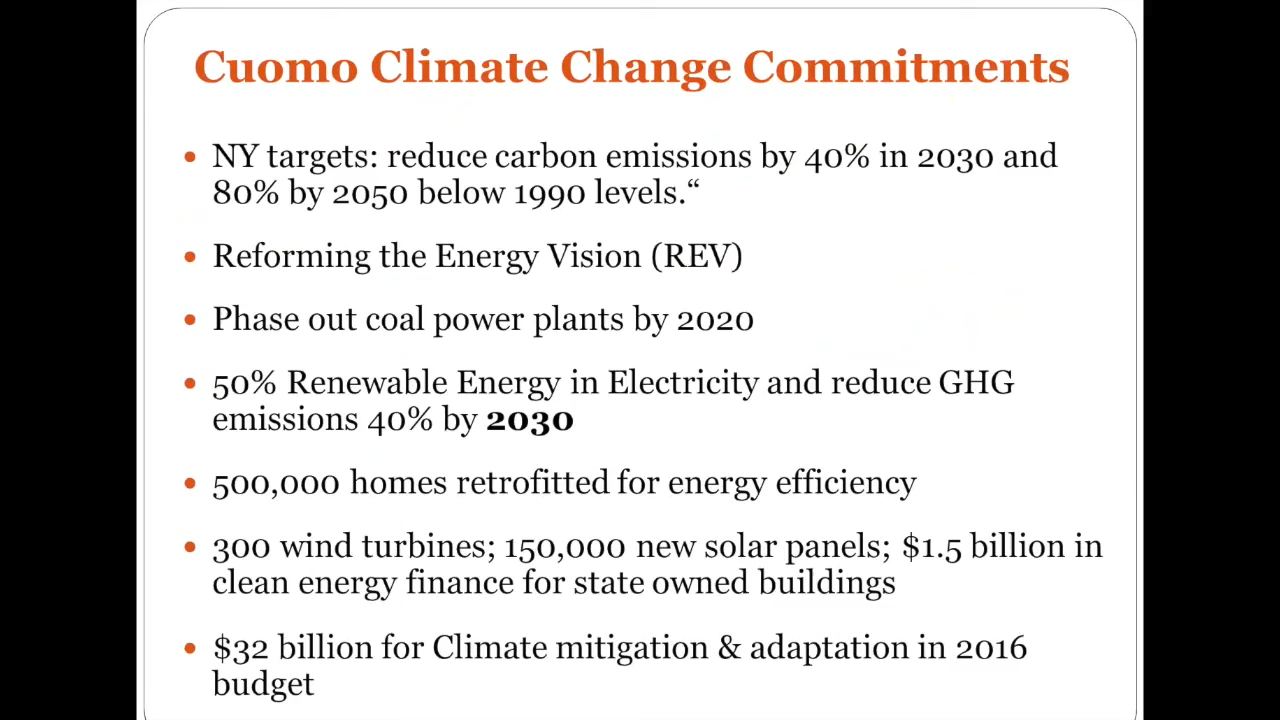 Cuomo Climate Change Commitments
• NY targets: reduce carbon emissions by 40% in 2030 and
80% by 2050 below 1990 levels.“
• Reforming the Energy Vision (REV)
• Phase out coal power plants by 2020
• 50% Renewable Energy in Electricity and reduce GHG
emissions 40% by 2030
• 500,000 homes retrofitted for energy efficiency
• 300 wind turbines; 150,000 new solar panels; $1.5 billion in
clean energy finance for state owned buildings
• $32 billion for Climate mitigation & adaptation in 2016
budget